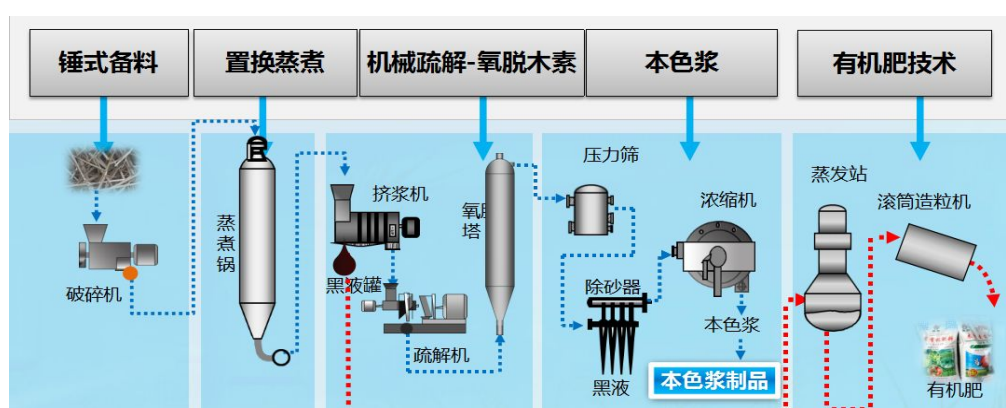 锤式备料
置换蒸煮
机械疏解-氧脱木素
本色浆
有机肥技术
破碎机
蒸煮锅
挤浆机
黑液罐
疏解机
氧脱
塔
压力筛
除砂器
黑液
浓缩机
本色浆
本色浆制品
蒸发站
滚筒造粒机
有机肥